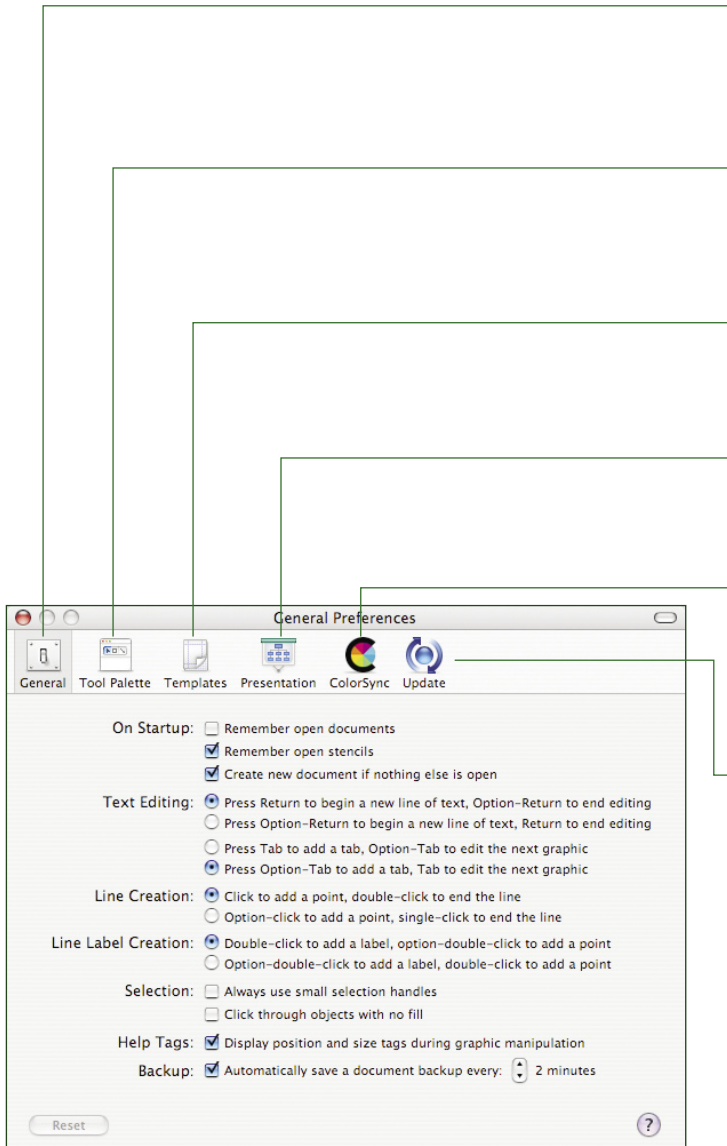 General Preferences
General Tool Palette Templates Presentation ColorSync Update
On Startup: Remember open documents
Remember open stencils
Create new document if nothing else is open
Text Editing: Press Return to begin a new line of text, Option-Return to end editing
Press Option-Return to begin a new line of text, Return to end editing
Press Tab to add a tab, Option-Tab to edit the next graphic
Press Option-Tab to add a tab, Tab to edit the next graphic
Line Creation: Click to add a point, double-click to end the line
Option-click to add a point, single-click to end the line
Line Label Creation: Double-click to add a label, option-double-click to add a point
Option-double-click to add a label, double-click to add a point
Selection: Always use small selection handles
Click through objects with no fill
Help Tags: Display position and size tags during graphic manipulation
Backup: Automatically save a document backup every: 2 minutes
Reset ?